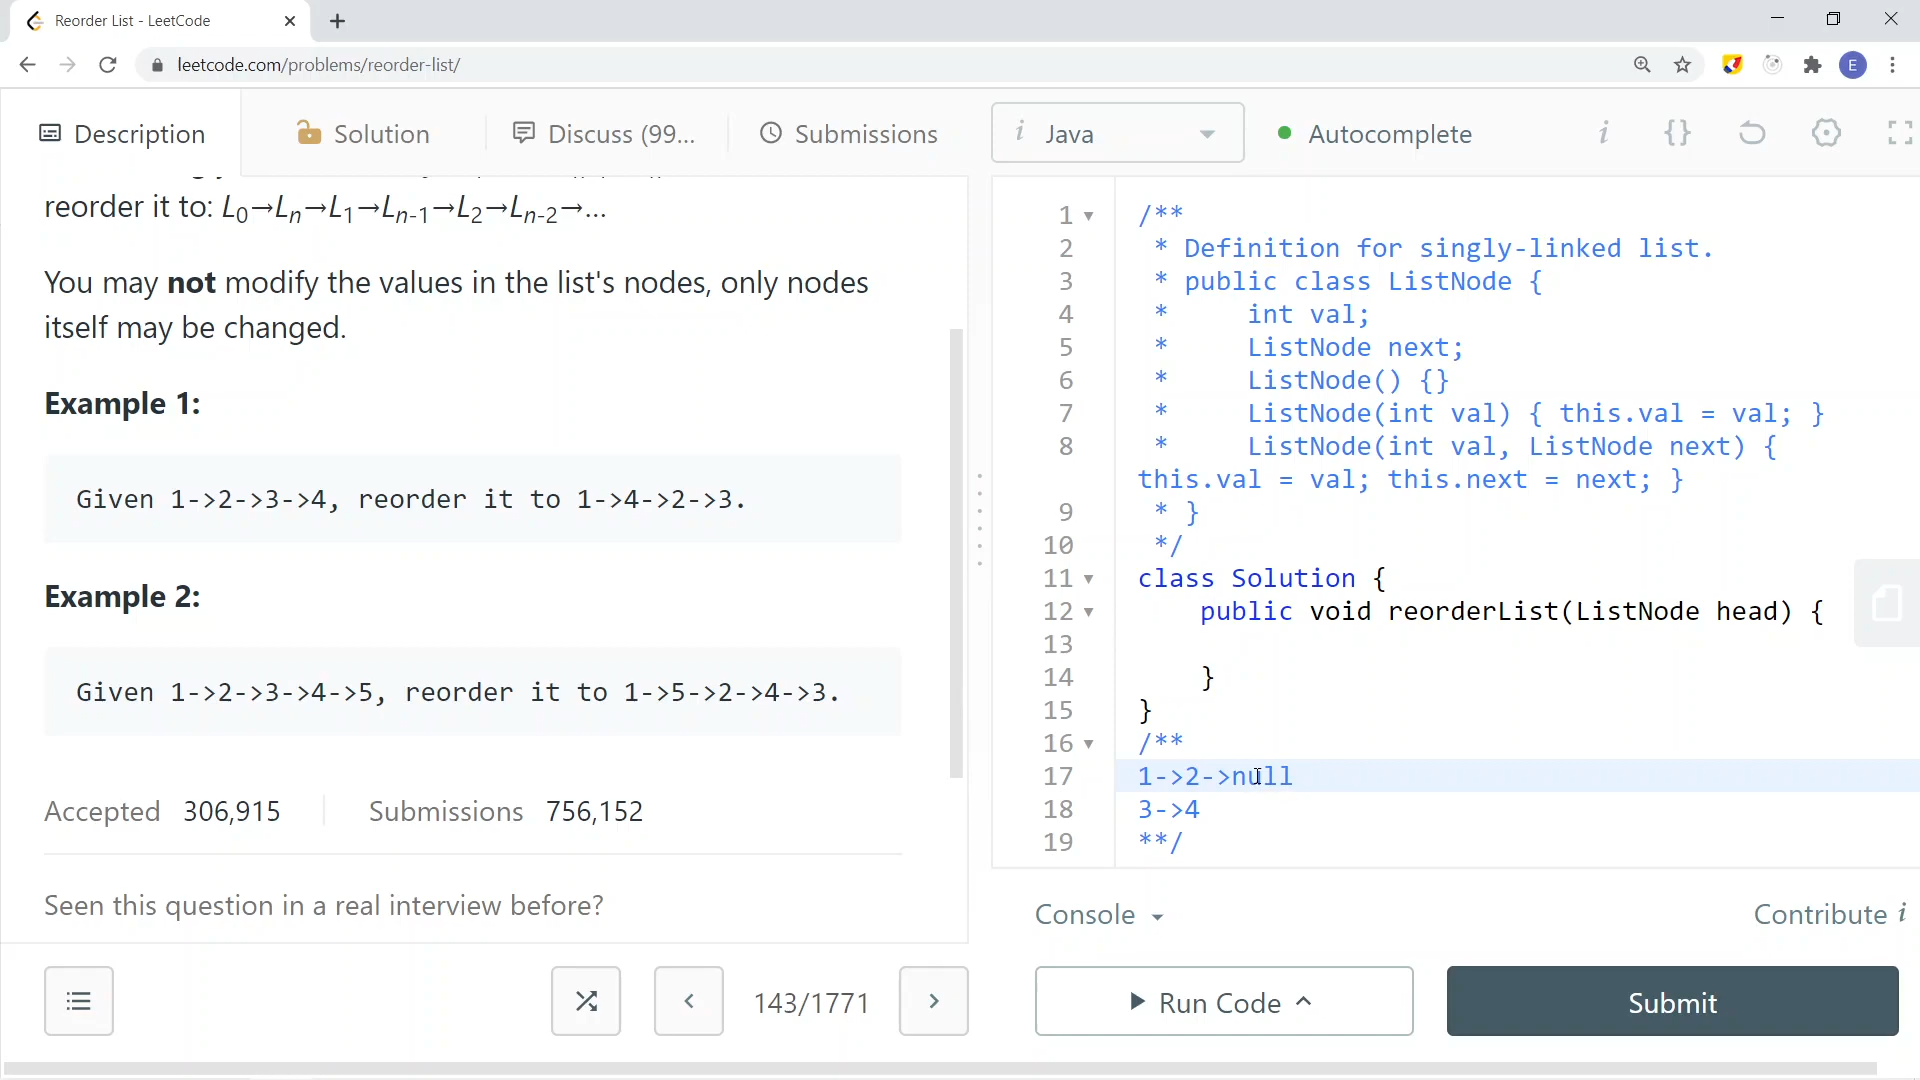 Reorder List - LeetCode
leetcode.com/problems/reorder-list/
E
Description
Solution
Discuss (99...
Submissions
i Java
Autocomplete
i {}
reorder it to: L0→Ln→L1→Ln-1→L2→Ln-2→...
You may not modify the values in the list's nodes, only nodes
itself may be changed.
Example 1:
Given 1->2->3->4, reorder it to 1->4->2->3.
Example 2:
Given 1->2->3->4->5, reorder it to 1->5->2->4->3.
Accepted 306,915
Submissions 756,152
Seen this question in a real interview before?
143/1771
1 /**
2 * Definition for singly-linked list.
3 * public class ListNode {
4 *     int val;
5 *     ListNode next;
6 *     ListNode() {}
7 *     ListNode(int val) { this.val = val; }
8 *     ListNode(int val, ListNode next) {
this.val = val; this.next = next; }
9 * }
10 */
11 class Solution {
12     public void reorderList(ListNode head) {
13
14     }
15 }
16 /**
17 1->2->null
18 3->4
19 **/
Console
Contribute i
Run Code
Submit